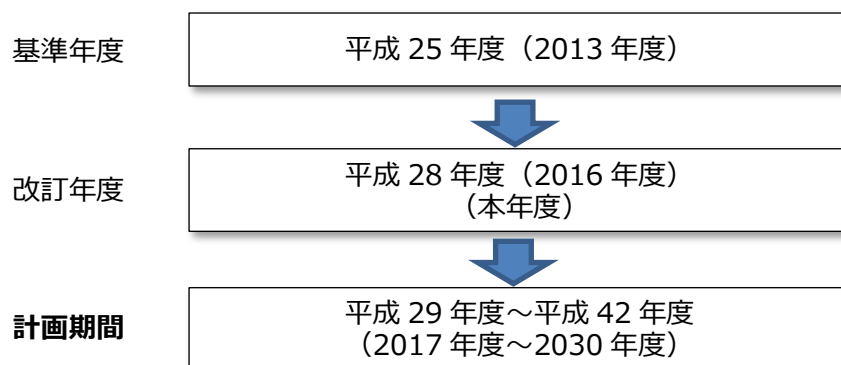 基準年度
平成 25 年度（2013 年度）
改訂年度
平成 28 年度（2016 年度）
（本年度）
計画期間
平成 29 年度～平成 42 年度
（2017 年度～2030 年度）